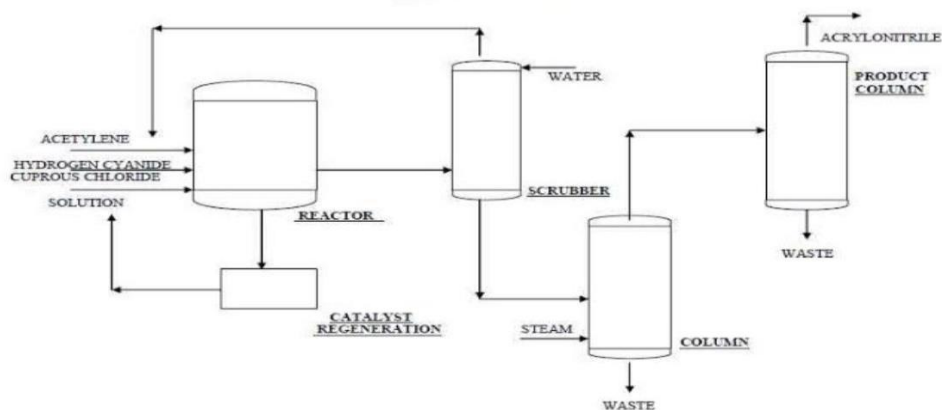 ACRYLONITRILE
WATER
PRODUCT
COLUMN
ACETYLENE
HYDROGEN CYANIDE
CUPROUS CHLORIDE
SOLUTION
SCRUBBER
REACTOR
WASTE
CATALYST
REGENERATION
STEAM
COLUMN
WASTE